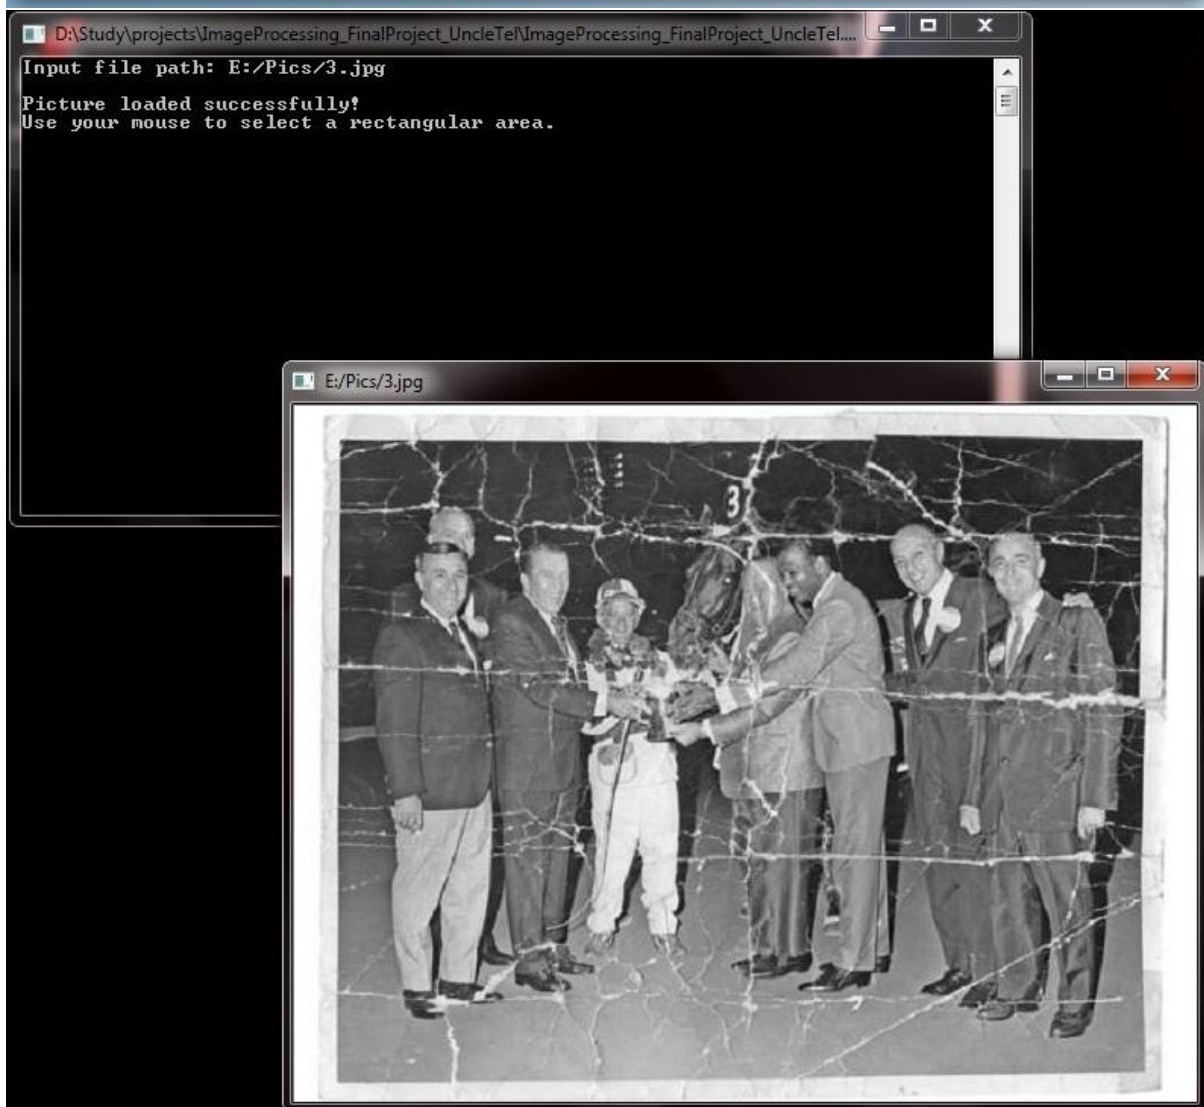 D:\Study\projects\ImageProcessing_FinalProject_UncleTel\ImageProcessing_FinalProject_UncleTel....
Input file path: E:/Pics/3.jpg
Picture loaded successfully!
Use your mouse to select a rectangular area.
E:/Pics/3.jpg
3